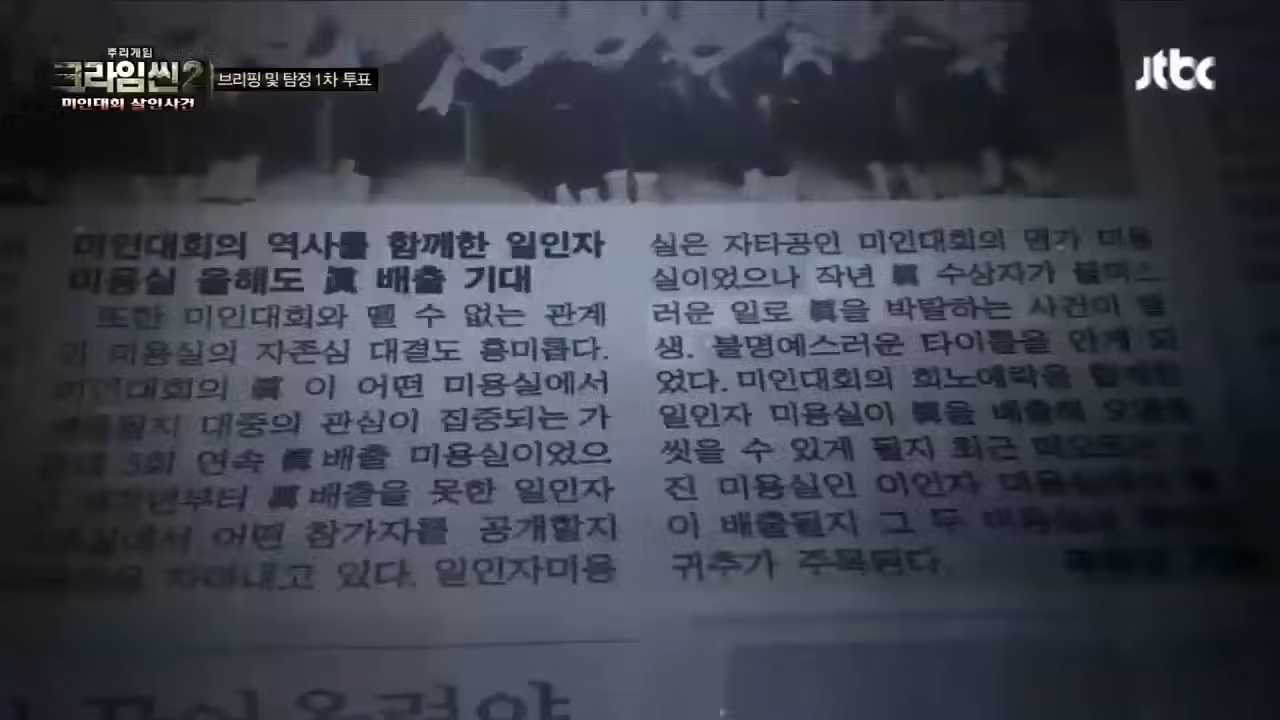 추리게임
크라임씬2
미인대회 살인사건
브리핑 및 탐정 1차 투표
jtbc
미인대회의 역사를 함께한 일인자
미용실 올해도 眞 배출 기대
또한 미인대회와 뗄 수 없는 관계
미용실의 자존심 대결도 흥미롭다.
미인대회의 眞 이 어떤 미용실에서
대중의 관심이 집중되는 가
5회 연속 眞 배출 미용실이었으
眞 배출을 못한 일인자
어떤 참가자를 공개할지
있다. 일인자미용
실은 자타공인 미인대회의 명가 미용
실이었으나 작년 眞 수상자가 불미스
러운 일로 眞을 박탈하는 사건이 발
생. 불명예스러운 타이틀을 안게 되
었다. 미인대회의 희노애락을 함께한
일인자 미용실이 眞을 배출해 오명을
씻을 수 있게 될지 최근
진 미용실인 이인자
이 배출될지 그 두
귀추가 주목된다.